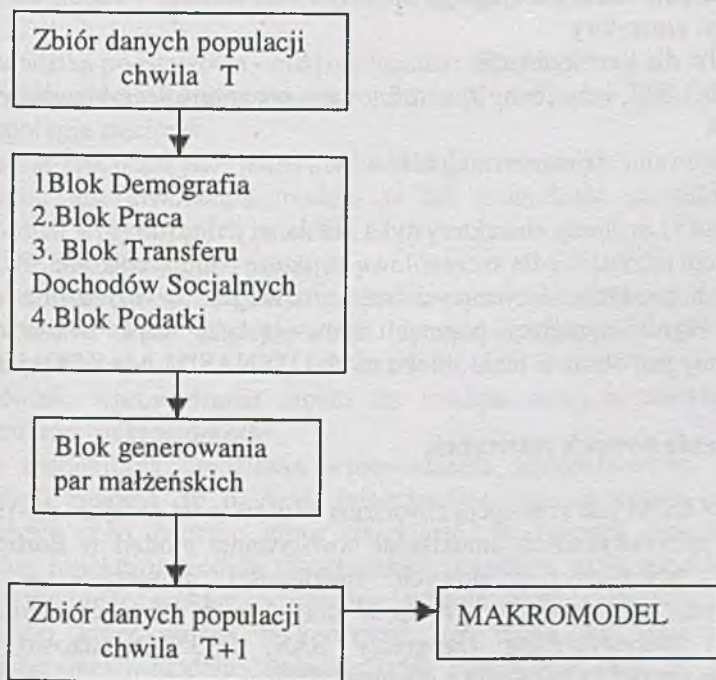 Zbiór danych populacji
chwila T
1Blok Demografia
2.Blok Praca
3. Blok Transferu
Dochodów Socjalnych
4.Blok Podatki
Blok generowania
par małżeńskich
Zbiór danych populacji
chwila T+1
MAKROMODEL